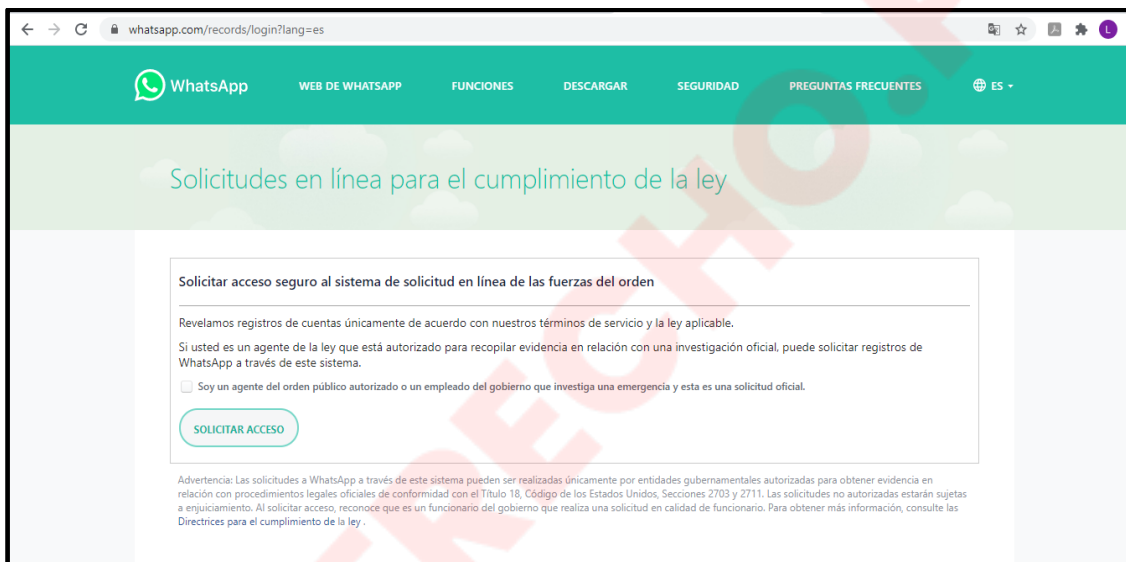 whatsapp.com/records/login?lang=es
L
WhatsApp WEB DE WHATSAPP FUNCIONES DESCARGAR SEGURIDAD PREGUNTAS FRECUENTES ES
Solicitudes en línea para el cumplimiento de la ley
Solicitar acceso seguro al sistema de solicitud en línea de las fuerzas del orden
Revelamos registros de cuentas únicamente de acuerdo con nuestros términos de servicio y la ley aplicable.
Si usted es un agente de la ley que está autorizado para recopilar evidencia en relación con una investigación oficial, puede solicitar registros de
WhatsApp a través de este sistema.
Soy un agente del orden público autorizado o un empleado del gobierno que investiga una emergencia y esta es una solicitud oficial.
SOLICITAR ACCESO
Advertencia: Las solicitudes a WhatsApp a través de este sistema pueden ser realizadas únicamente por entidades gubernamentales autorizadas para obtener evidencia en
relación con procedimientos legales oficiales de conformidad con el Título 18, Código de los Estados Unidos, Secciones 2703 y 2711. Las solicitudes no autorizadas estarán sujetas
a enjuiciamiento. Al solicitar acceso, reconoce que es un funcionario del gobierno que realiza una solicitud en calidad de funcionario. Para obtener más información, consulte las
Directrices para el cumplimiento de la ley .
RECHO.P